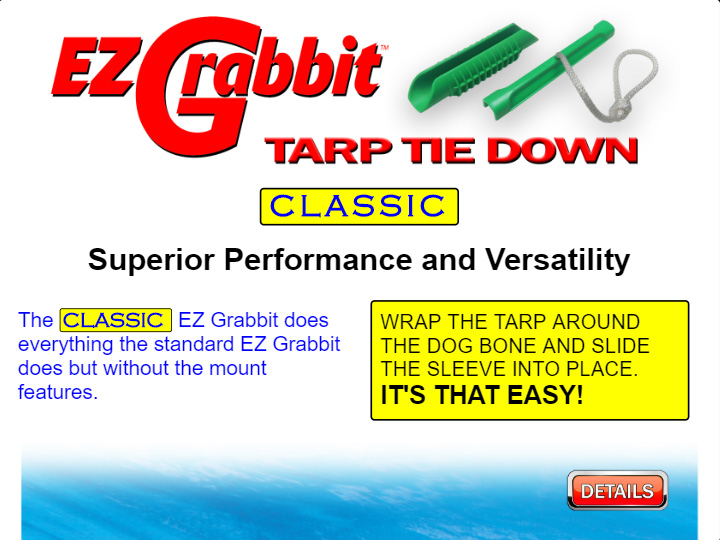 EZ Grabbit™
TARP TIE DOWN
CLASSIC
Superior Performance and Versatility
The CLASSIC EZ Grabbit does
everything the standard EZ Grabbit
does but without the mount
features.
WRAP THE TARP AROUND
THE DOG BONE AND SLIDE
THE SLEEVE INTO PLACE.
IT'S THAT EASY!
DETAILS